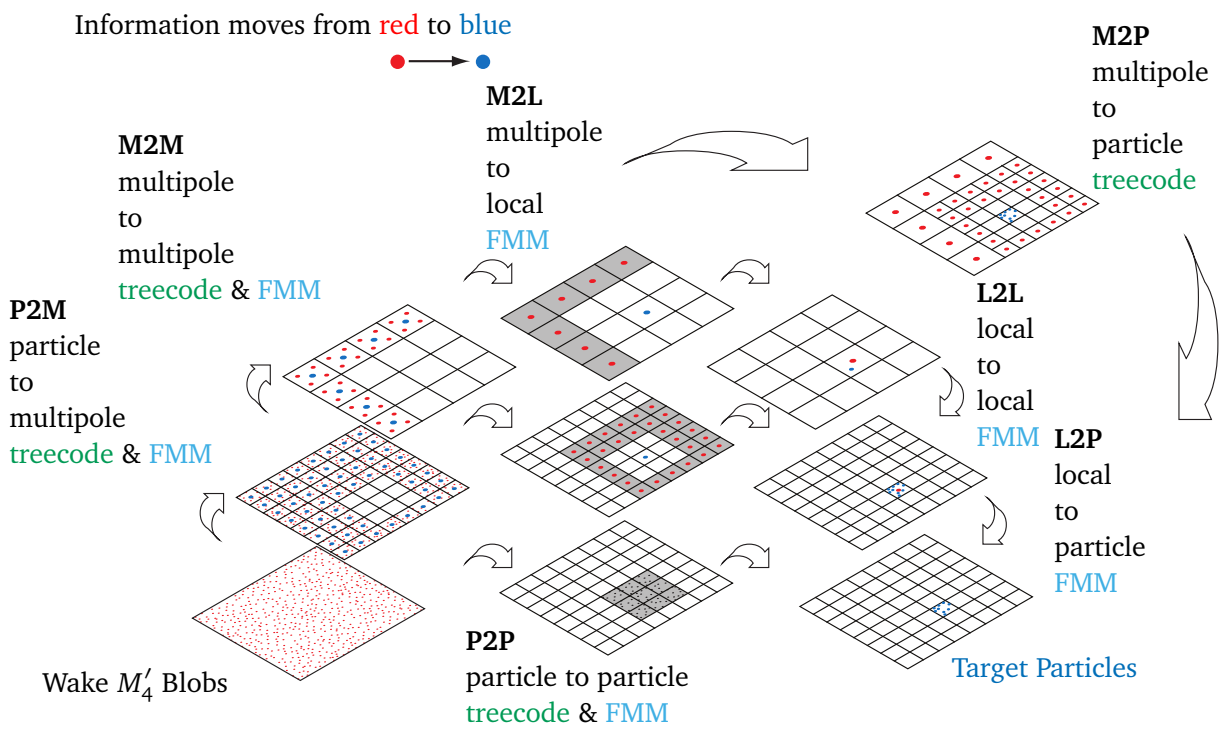 Information moves from red to blue
M2P
multipole
to
particle
treecode
M2L
multipole
to
local
FMM
M2M
multipole
to
multipole
treecode & FMM
P2M
particle
to
multipole
treecode & FMM
L2L
local
to
local
FMM
L2P
local
to
particle
FMM
P2P
particle to particle
treecode & FMM
Wake M′₄ Blobs
Target Particles